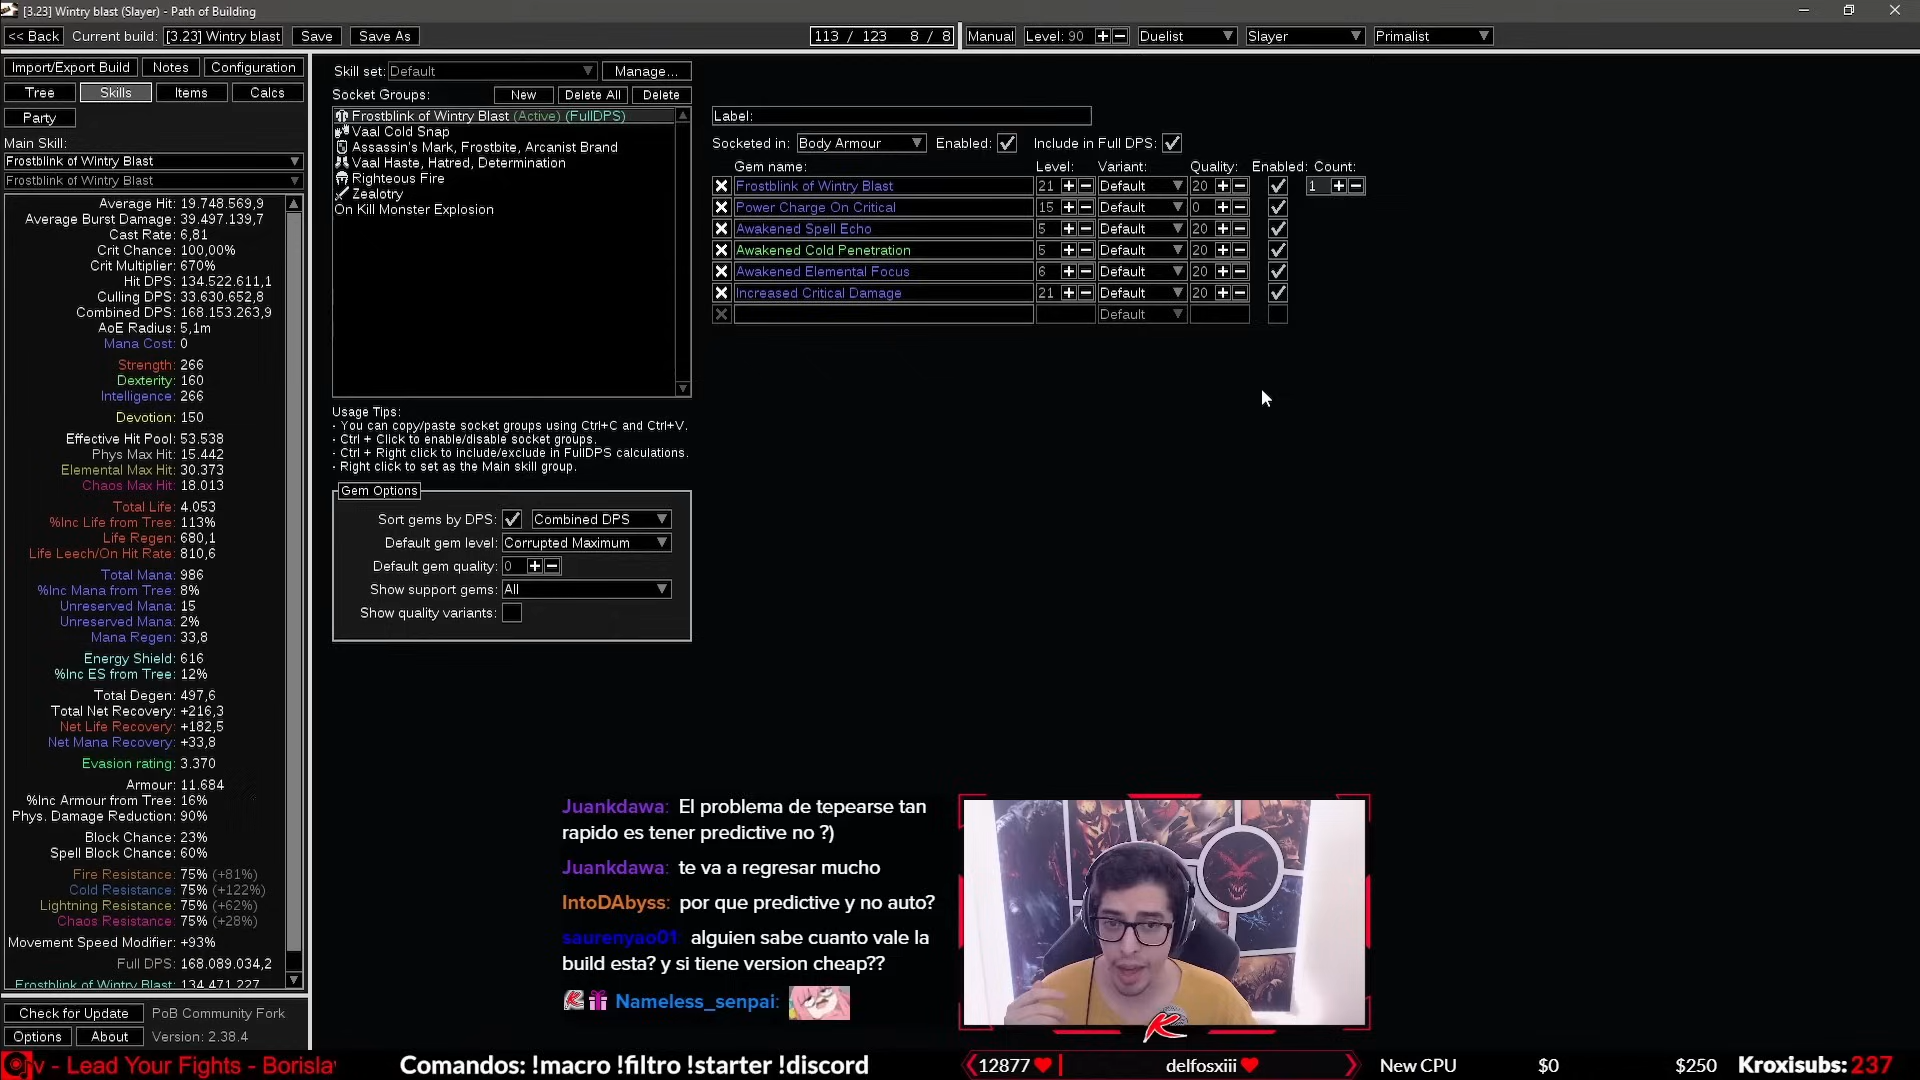 [3.23] Wintry blast (Slayer) - Path of Building
<< Back Current build: [3.23] Wintry blast Save Save As 113 / 123 8 / 8 Manual Level: 90 Duelist Slayer Primalist
Import/Export Build Notes Configuration
Tree Skills Items Calcs
Party
Main Skill:
Frostblink of Wintry Blast
Frostblink of Wintry Blast
Average Hit: 19.748.569,9
Average Burst Damage: 39.497.139,7
Cast Rate: 6,81
Crit Chance: 100,00%
Crit Multiplier: 670%
Hit DPS: 134.522.611,1
Culling DPS: 33.630.652,8
Combined DPS: 168.153.263,9
AoE Radius: 5,1m
Mana Cost: 0
Strength: 266
Dexterity: 160
Intelligence: 266
Devotion: 150
Effective Hit Pool: 53.538
Phys Max Hit: 15.442
Elemental Max Hit: 30.373
Chaos Max Hit: 18.013
Total Life: 4.053
%Inc Life from Tree: 113%
Life Regen: 680,1
Life Leech/On Hit Rate: 810,6
Total Mana: 986
%Inc Mana from Tree: 8%
Unreserved Mana: 15
Unreserved Mana: 2%
Mana Regen: 33,8
Energy Shield: 616
%Inc ES from Tree: 12%
Total Degen: 497,6
Total Net Recovery: +216,3
Net Life Recovery: +182,5
Net Mana Recovery: +33,8
Evasion rating: 3.370
Armour: 11.684
%Inc Armour from Tree: 16%
Phys. Damage Reduction: 90%
Block Chance: 23%
Spell Block Chance: 60%
Fire Resistance: 75% (+81%)
Cold Resistance: 75% (+122%)
Lightning Resistance: 75% (+62%)
Chaos Resistance: 75% (+28%)
Movement Speed Modifier: +93%
Full DPS: 168.089.034,2
Frostblink of Wintry Blast: 134.471.227
Check for Update PoB Community Fork
Options About Version: 2.38.4
Skill set: Default Manage...
Socket Groups: New Delete All Delete
Frostblink of Wintry Blast (Active) (FullDPS)
Vaal Cold Snap
Assassin's Mark, Frostbite, Arcanist Brand
Vaal Haste, Hatred, Determination
Righteous Fire
Zealotry
On Kill Monster Explosion
Usage Tips:
- You can copy/paste socket groups using Ctrl+C and Ctrl+V.
- Ctrl + Click to enable/disable socket groups.
- Ctrl + Right click to include/exclude in FullDPS calculations.
- Right click to set as the Main skill group.
Gem Options
Sort gems by DPS: Combined DPS
Default gem level: Corrupted Maximum
Default gem quality: 0
Show support gems: All
Show quality variants:
Label:
Socketed in: Body Armour Enabled: Include in Full DPS:
Gem name: Level: Variant: Quality: Enabled: Count:
Frostblink of Wintry Blast 21 Default 20 1
Power Charge On Critical 15 Default 0
Awakened Spell Echo 5 Default 20
Awakened Cold Penetration 5 Default 20
Awakened Elemental Focus 6 Default 20
Increased Critical Damage 21 Default 20
Default
Juankdawa: El problema de tepearse tan
rapido es tener predictive no ?)
Juankdawa: te va a regresar mucho
IntoDAbyss: por que predictive y no auto?
saurenyao01: alguien sabe cuanto vale la
build esta? y si tiene version cheap??
Nameless_senpai:
v - Lead Your Fights - Borisla Comandos: !macro !filtro !starter !discord 12877 delfosxiii New CPU $0 $250 Kroxisubs: 237